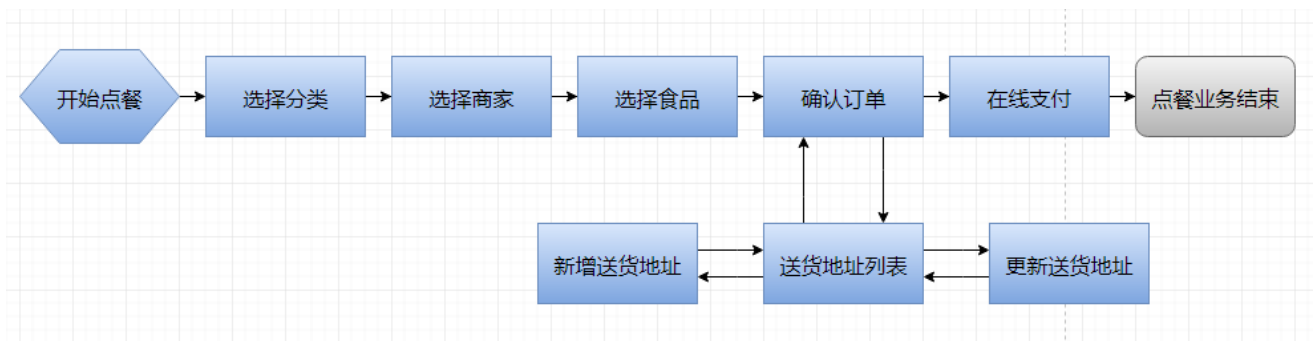 开始点餐
选择分类
选择商家
选择食品
确认订单
在线支付
点餐业务结束
新增送货地址
送货地址列表
更新送货地址